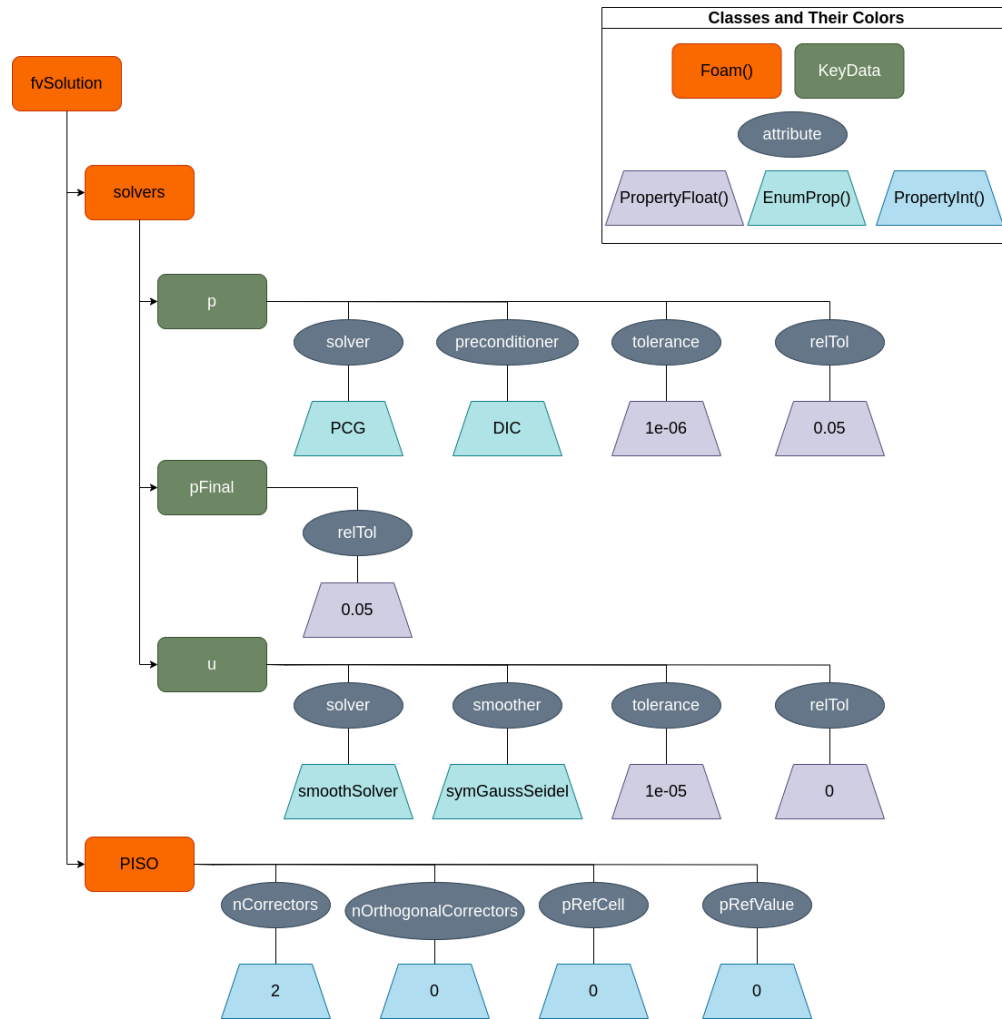 Classes and Their Colors
Foam()
KeyData
attribute
PropertyFloat()
EnumProp()
PropertyInt()
fvSolution
solvers
p
solver
preconditioner
tolerance
relTol
PCG
DIC
1e-06
0.05
pFinal
relTol
0.05
u
solver
smoother
tolerance
relTol
smoothSolver
symGaussSeidel
1e-05
0
PISO
nCorrectors
nOrthogonalCorrectors
pRefCell
pRefValue
2
0
0
0